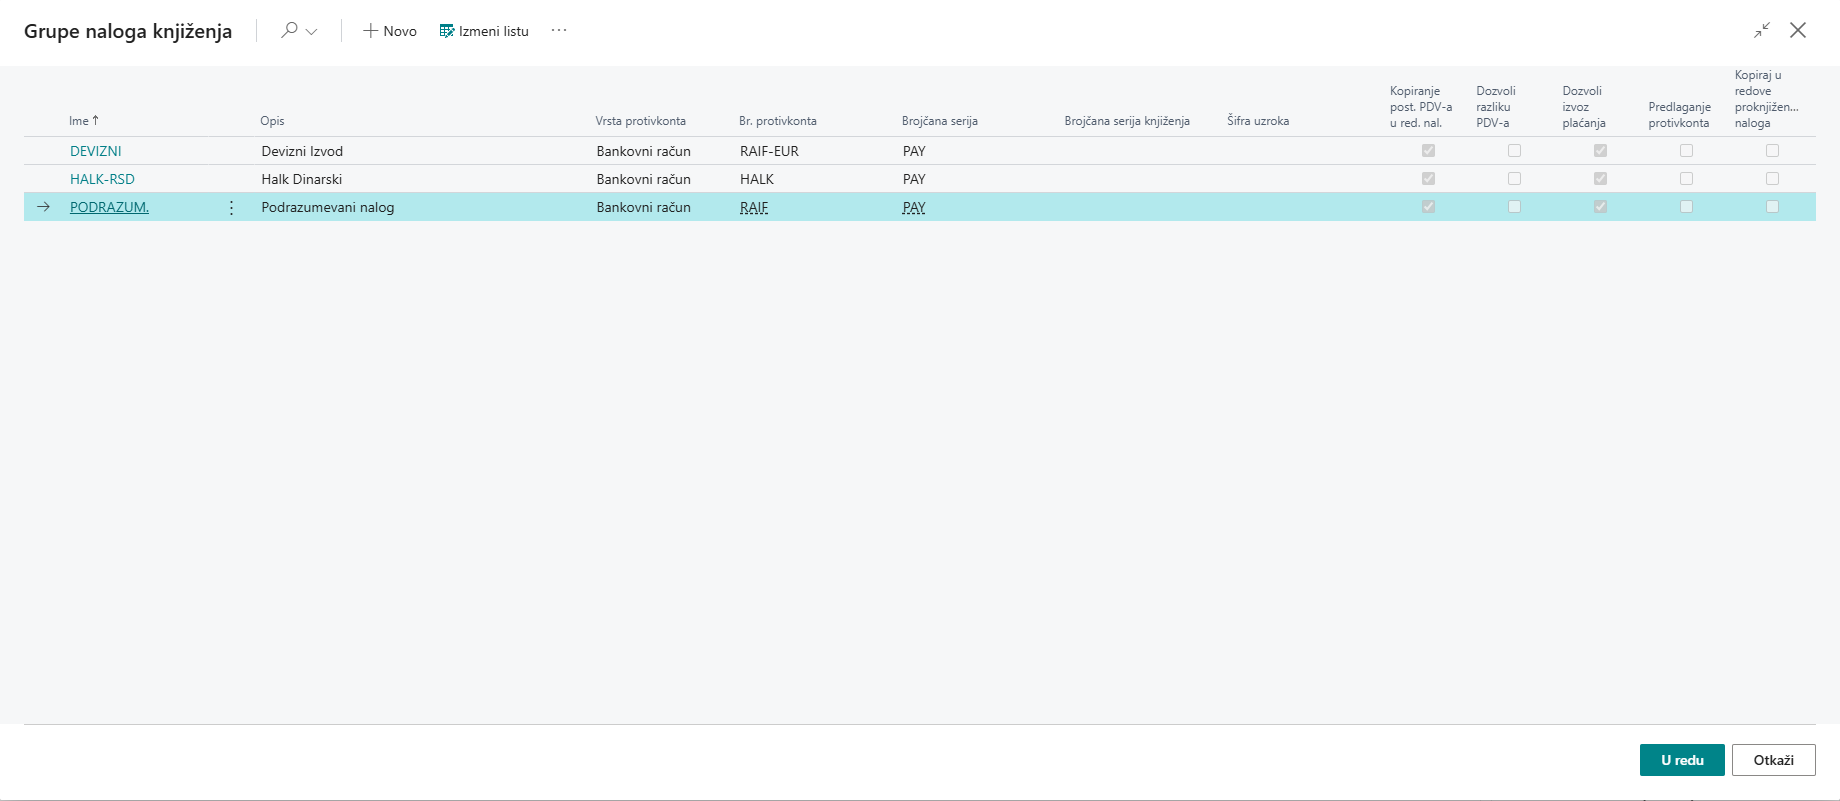 Grupe naloga knjiženja
Novo
Izmeni listu
Ime ↑ Opis Vrsta protivkonta Br. protivkonta Brojčana serija Brojčana serija knjiženja Šifra uzroka
Kopiranje
post. PDV-a
u red. nal.
Dozvoli
razliku
PDV-a
Dozvoli
izvoz
plaćanja
Predlaganje
protivkonta
Kopiraj u
redove
proknjižen...
naloga
DEVIZNI Devizni Izvod Bankovni račun RAIF-EUR PAY
HALK-RSD Halk Dinarski Bankovni račun HALK PAY
PODRAZUM. Podrazumevani nalog Bankovni račun RAIF PAY
U redu
Otkaži